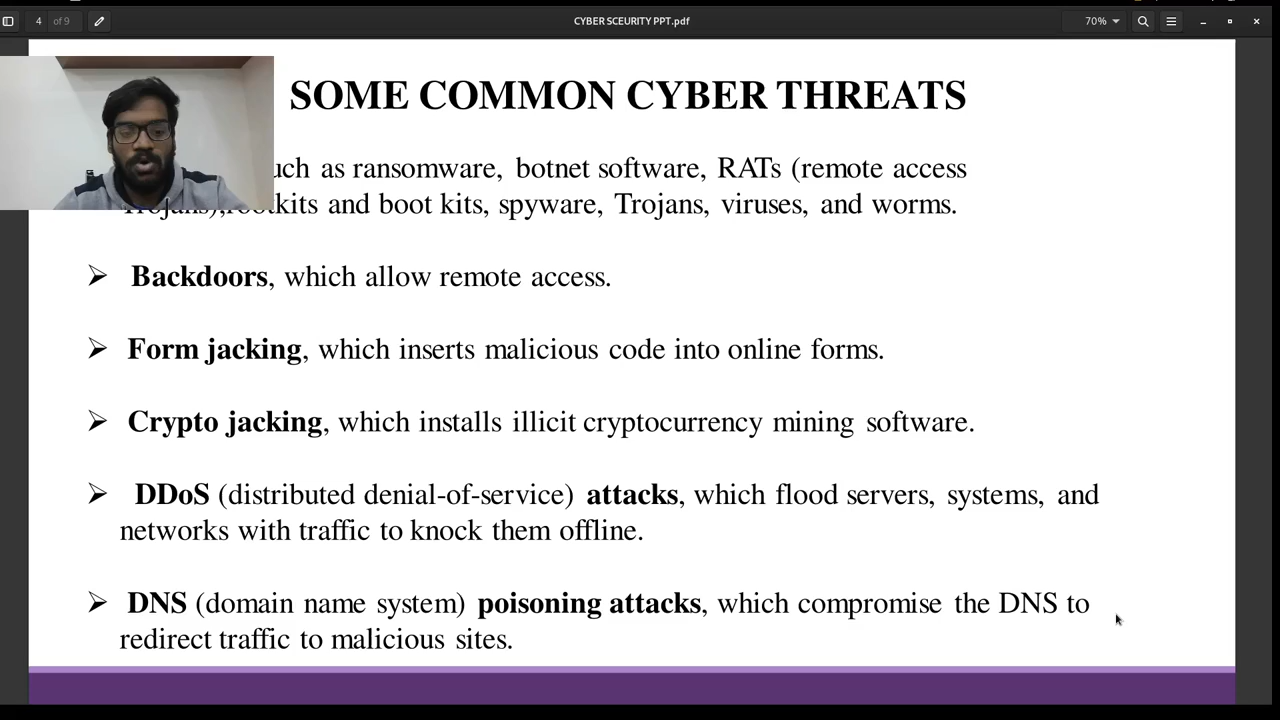 4 of 9
CYBER SCEURITY PPT.pdf
70%
SOME COMMON CYBER THREATS
as ransomware, botnet software, RATs (remote access
and boot kits, spyware, Trojans, viruses, and worms.
➢ Backdoors, which allow remote access.
➢ Form jacking, which inserts malicious code into online forms.
➢ Crypto jacking, which installs illicit cryptocurrency mining software.
➢ DDoS (distributed denial-of-service) attacks, which flood servers, systems, and
networks with traffic to knock them offline.
➢ DNS (domain name system) poisoning attacks, which compromise the DNS to
redirect traffic to malicious sites.